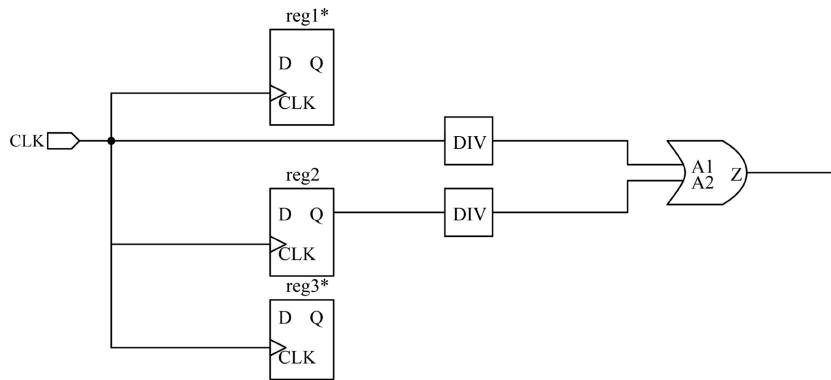 reg1*
D Q
CLK
CLK
DIV
A1
A2 Z
reg2
D Q
DIV
CLK
reg3*
D Q
CLK